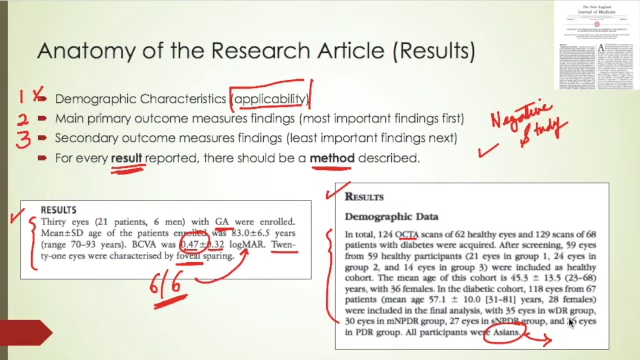 The New England
Journal of Medicine
Anatomy of the Research Article (Results)
1 Demographic Characteristics (applicability)
2 Main primary outcome measures findings (most important findings first)
3 Secondary outcome measures findings (least important findings next)
For every result reported, there should be a method described.
Negative
Study
RESULTS
Thirty eyes (21 patients, 6 men) with GA were enrolled.
Mean±SD age of the patients enrolled was 83.0±6.5 years
(range 70–93 years). BCVA was 0.47±0.32 logMAR. Twen-
ty-one eyes were characterised by foveal sparing.
6/6
RESULTS
Demographic Data
In total, 124 OCTA scans of 62 healthy eyes and 129 scans of 68
patients with diabetes were acquired. After screening, 59 eyes
from 59 healthy participants (21 eyes in group 1, 24 eyes in
group 2, and 14 eyes in group 3) were included as healthy
cohort. The mean age of this cohort is 45.3 ± 13.5 (23–68)
years, with 36 females. In the diabetic cohort, 118 eyes from 67
patients (mean age 57.1 ± 10.0 [31–81] years, 28 females)
were included in the final analysis, with 35 eyes in wDR group,
30 eyes in mNPDR group, 27 eyes in sNPDR group, and eyes
in PDR group. All participants were Asians.